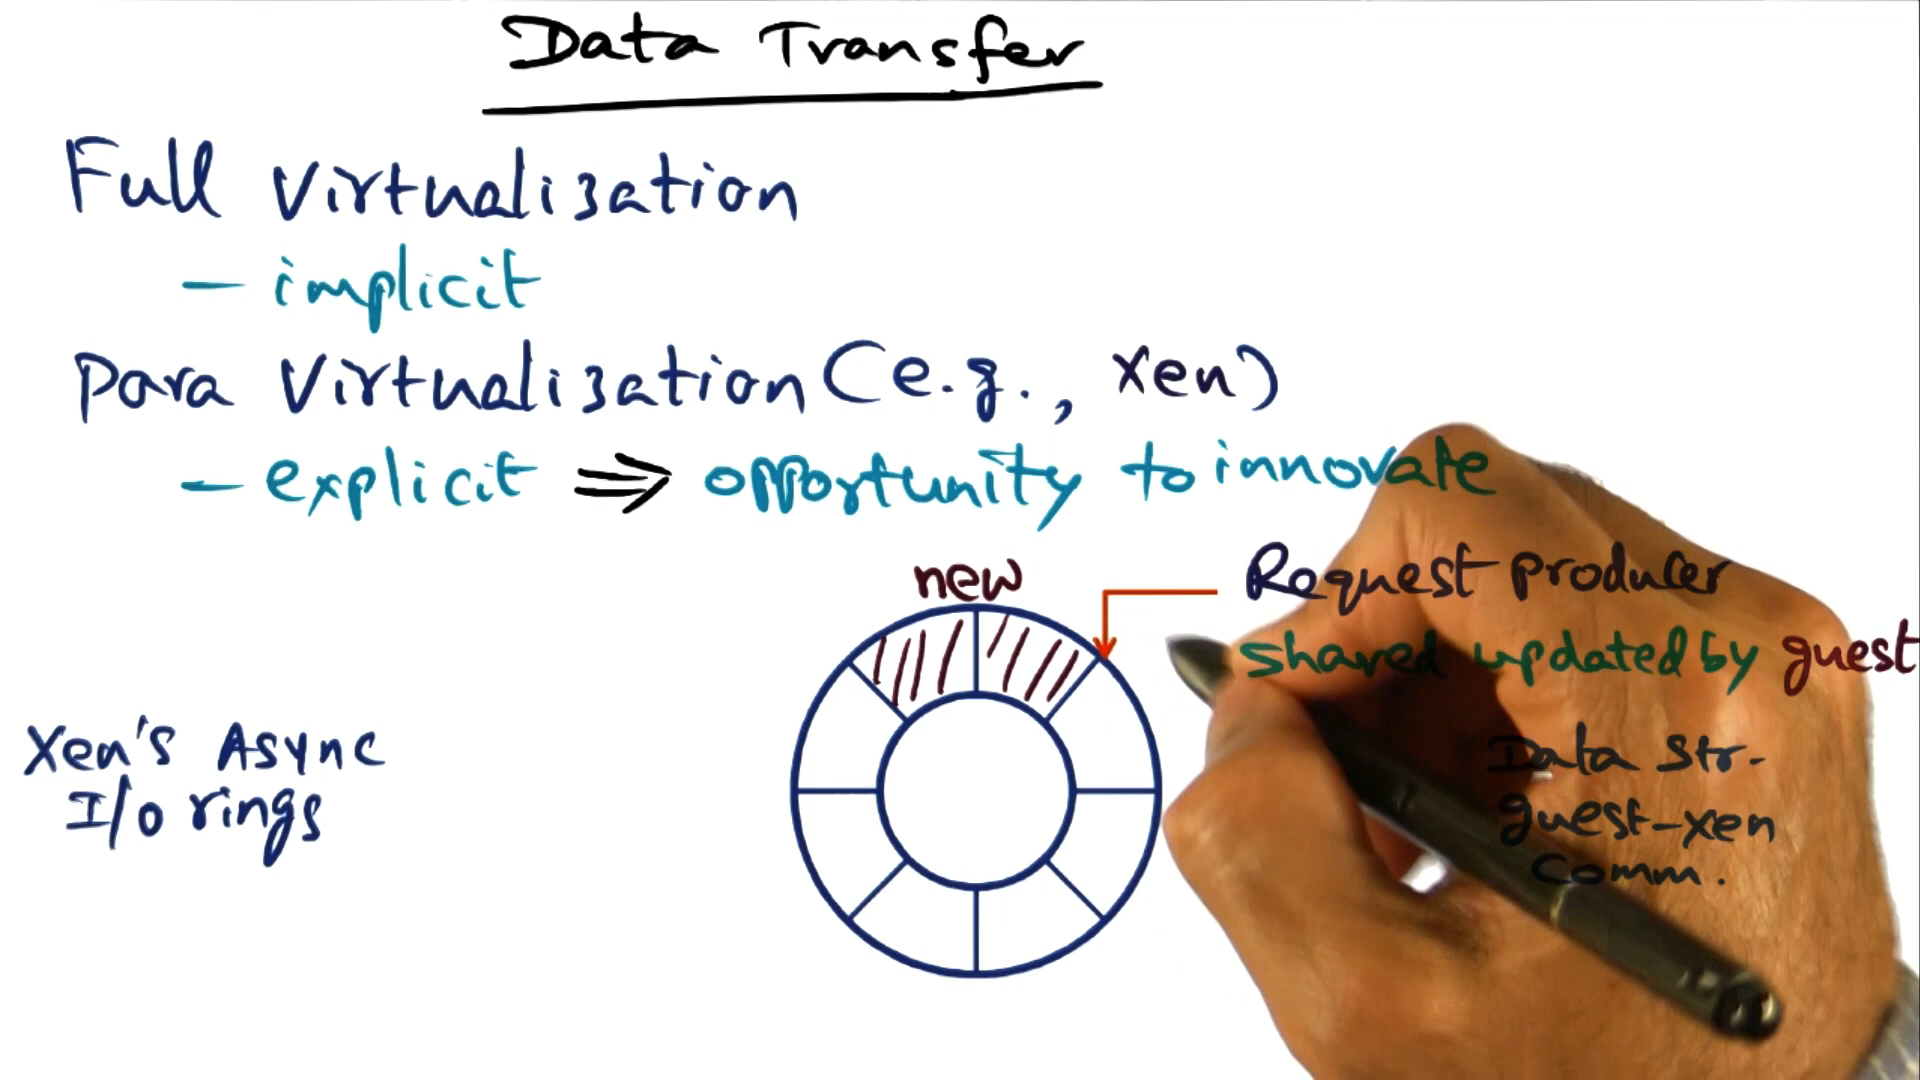 Data Transfer
Full virtualization
- implicit
Para virtualization (e.g., xen)
- explicit ⇒ opportunity to innovate
new
Request producer
shared updated by guest
Xen's Async
I/O rings
Data Str.
guest-xen
Comm.